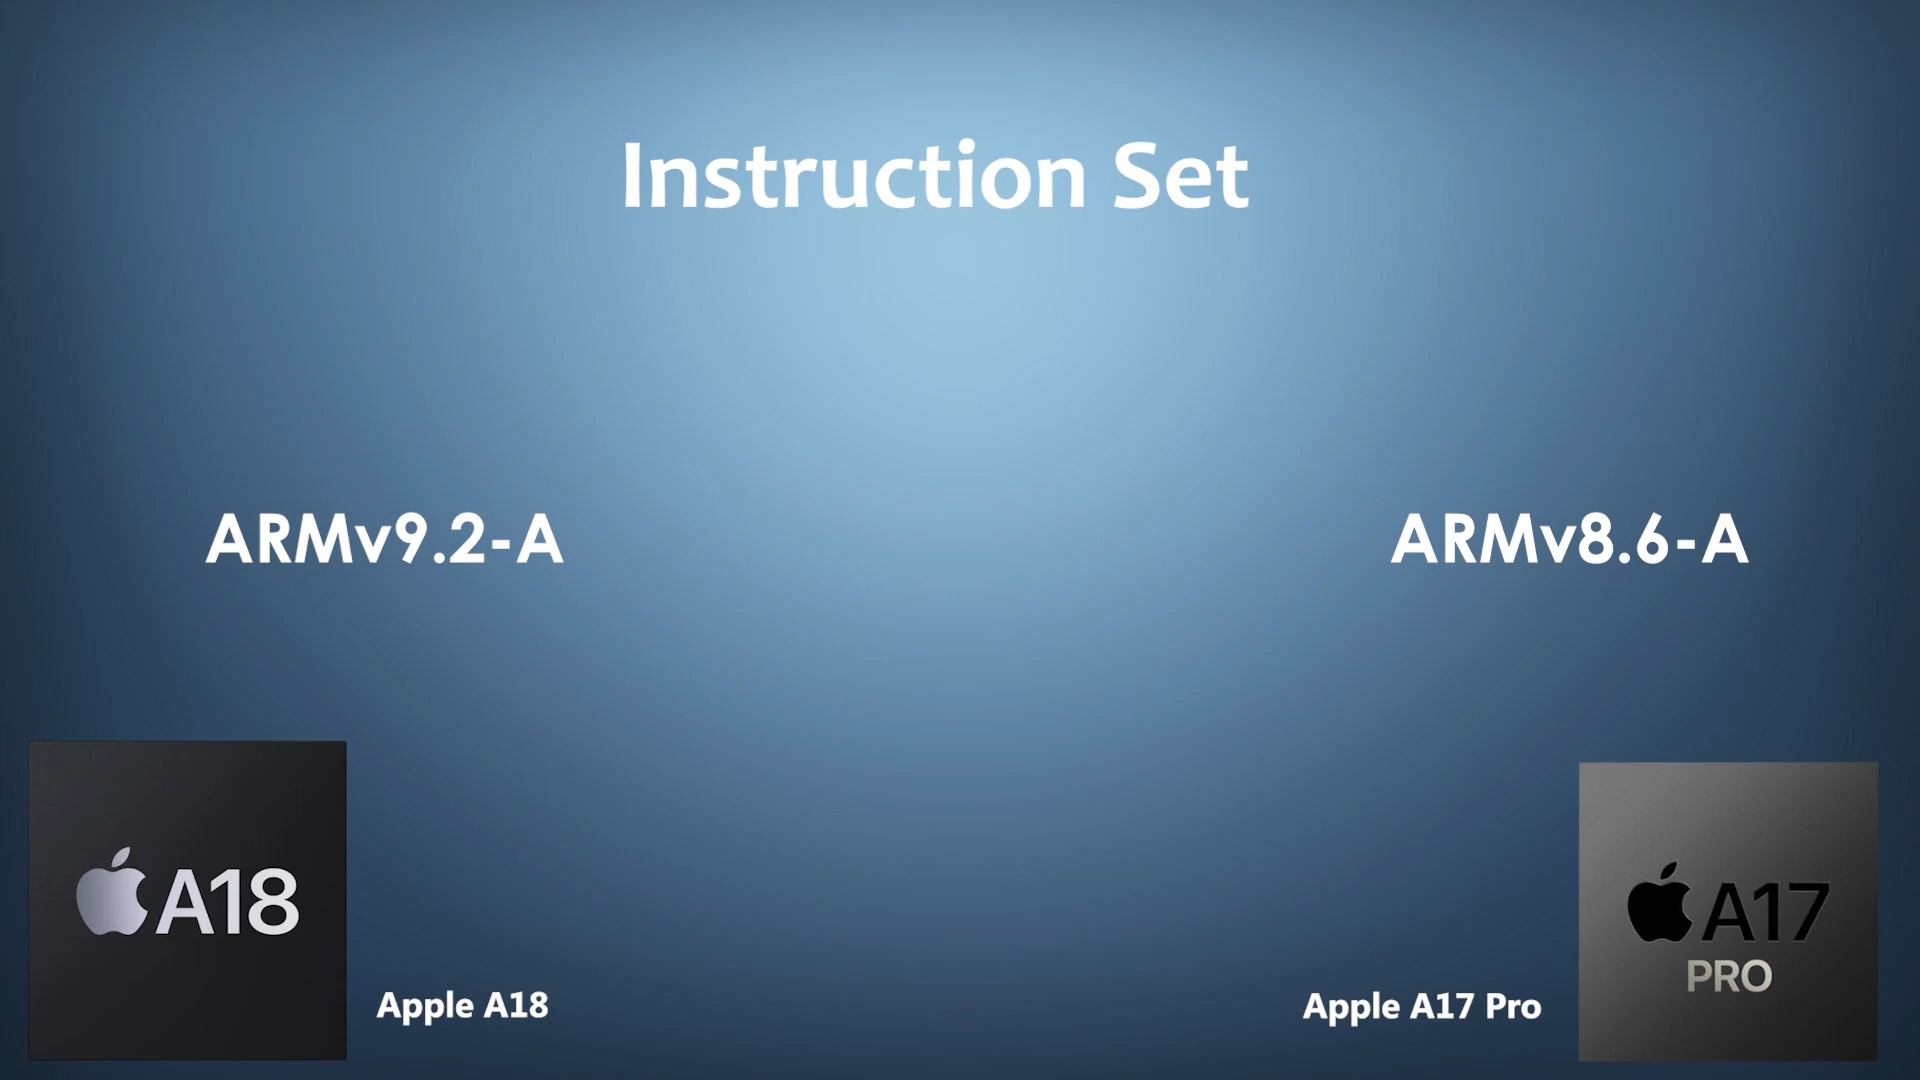 Instruction Set
ARMv9.2-A
ARMv8.6-A
A18
Apple A18
Apple A17 Pro
A17
PRO